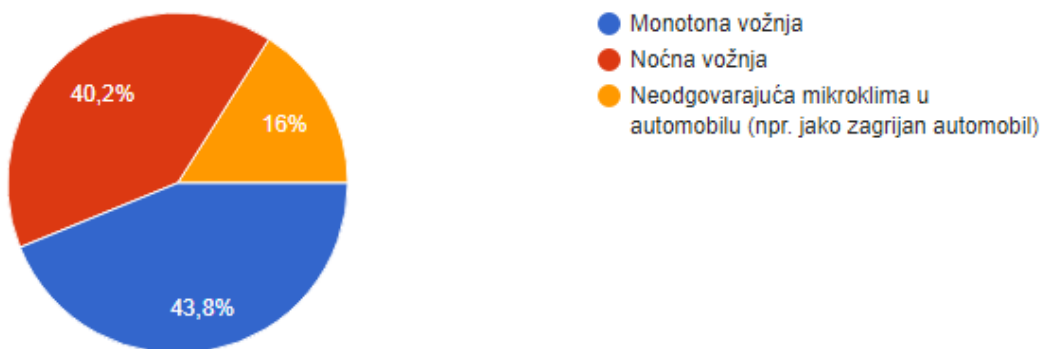 40,2%
16%
43,8%
Monotona vožnja
Noćna vožnja
Neodgovarajuća mikroklima u
automobilu (npr. jako zagrijan automobil)